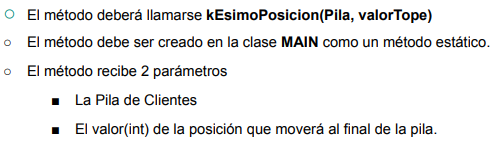 ○ El método deberá llamarse kEsimoPosicion(Pila, valorTope)
○ El método debe ser creado en la clase MAIN como un método estático.
○ El método recibe 2 parámetros
■ La Pila de Clientes
■ El valor(int) de la posición que moverá al final de la pila.